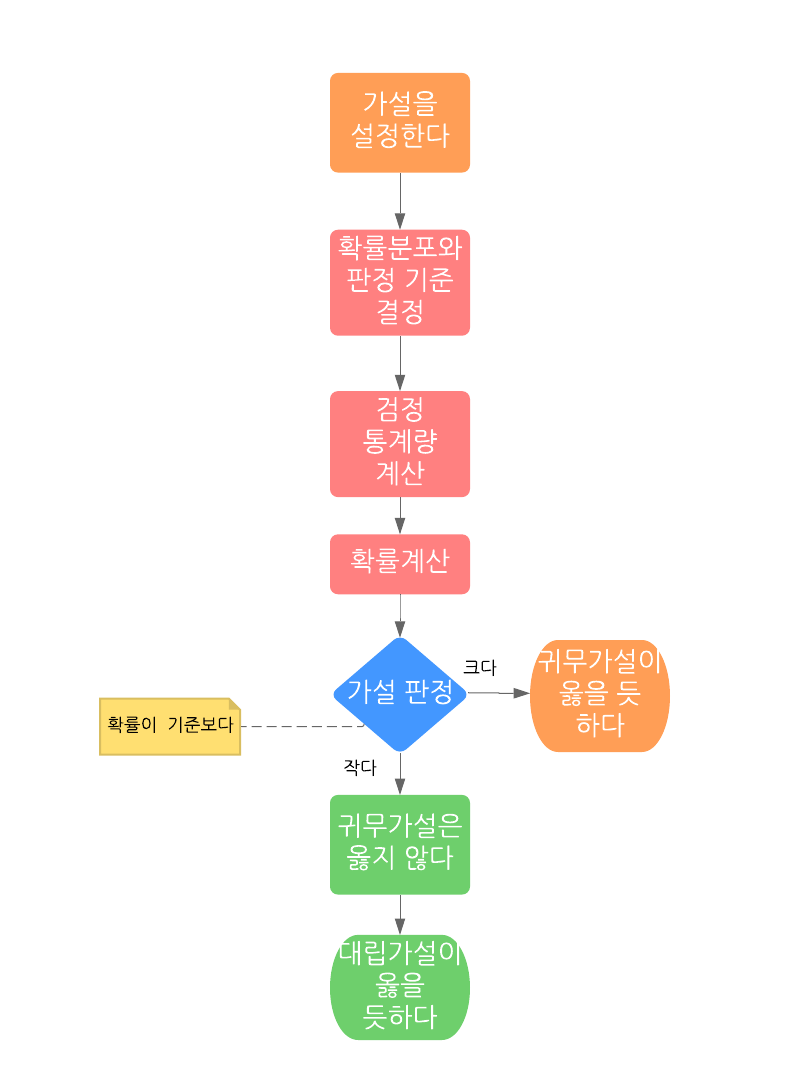 가설을
설정한다
확률분포와
판정 기준
결정
검정
통계량
계산
확률계산
가설 판정
크다
귀무가설이
옳을 듯
하다
확률이 기준보다
작다
귀무가설은
옳지 않다
대립가설이
옳을
듯하다